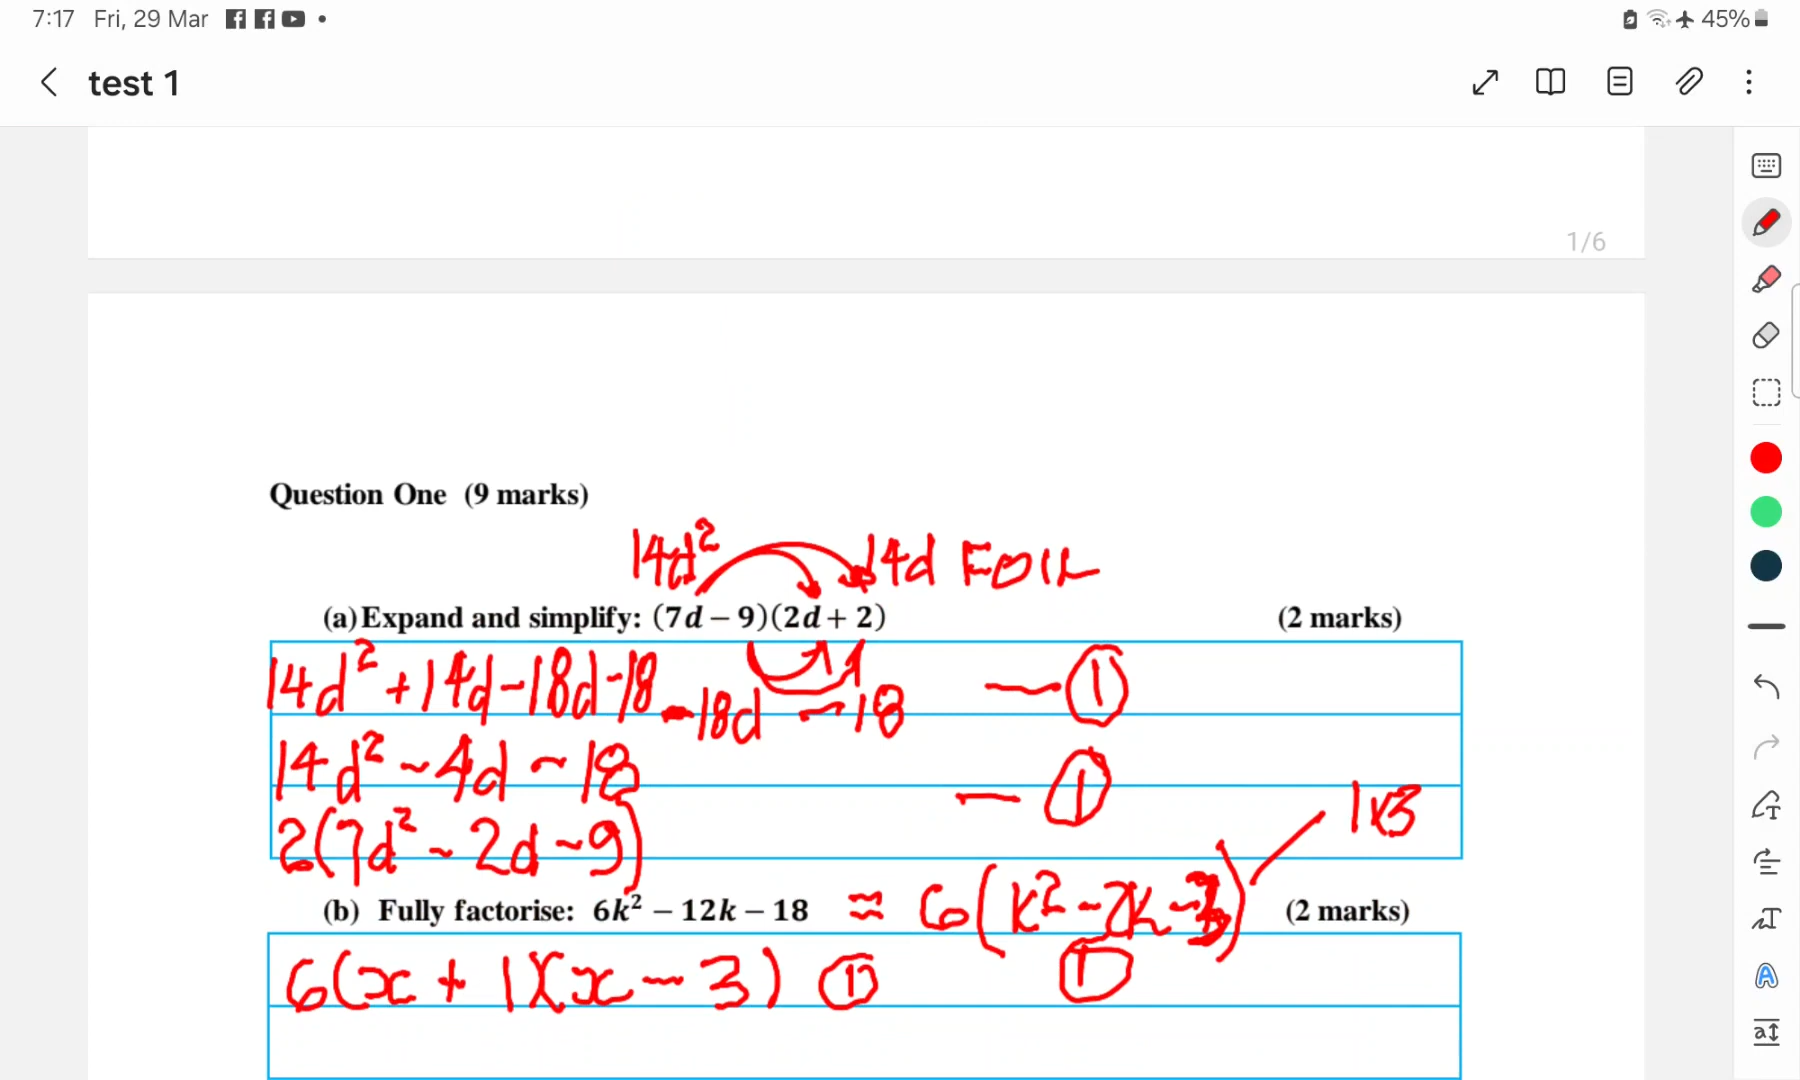 7:17 Fri, 29 Mar
45%
test 1
1/6
Question One (9 marks)
14d² 14d FOIL
(a) Expand and simplify: (7d – 9)(2d + 2) (2 marks)
14d² + 14d - 18d - 18 - 18d - 18 — ①
14d² - 4d - 18 — ①
2(7d² - 2d - 9) 1x3
(b) Fully factorise: 6k² – 12k – 18 = 6(k² - 2k - 3) (2 marks)
6(x + 1)(x - 3) ① ①